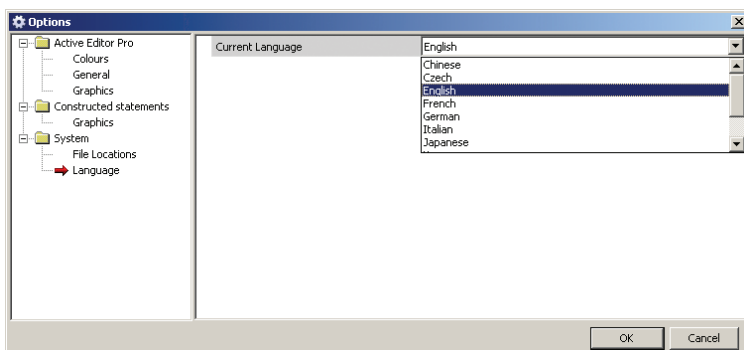 Options
Active Editor Pro
Colours
General
Graphics
Constructed statements
Graphics
System
File Locations
Language
Current Language
English
Chinese
Czech
English
French
German
Italian
Japanese
OK
Cancel